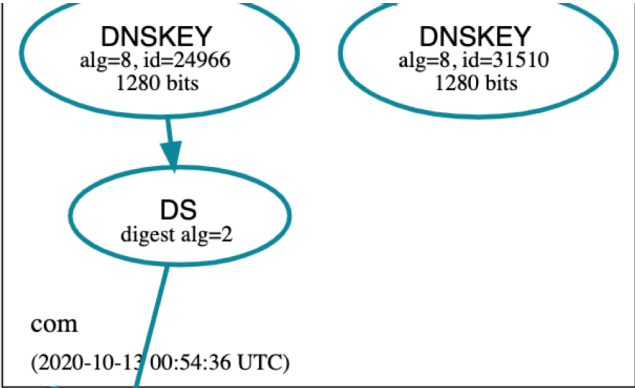 DNSKEY
alg=8, id=24966
1280 bits
DNSKEY
alg=8, id=31510
1280 bits
DS
digest alg=2
com
(2020-10-13 00:54:36 UTC)